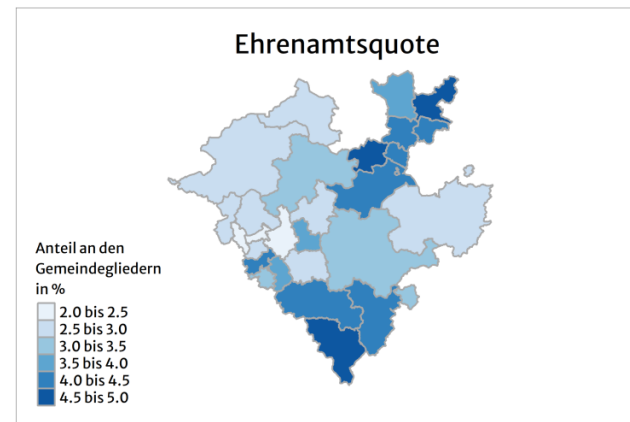 Ehrenamtsquote
Anteil an den
Gemeindegliedern
in %
2.0 bis 2.5
2.5 bis 3.0
3.0 bis 3.5
3.5 bis 4.0
4.0 bis 4.5
4.5 bis 5.0